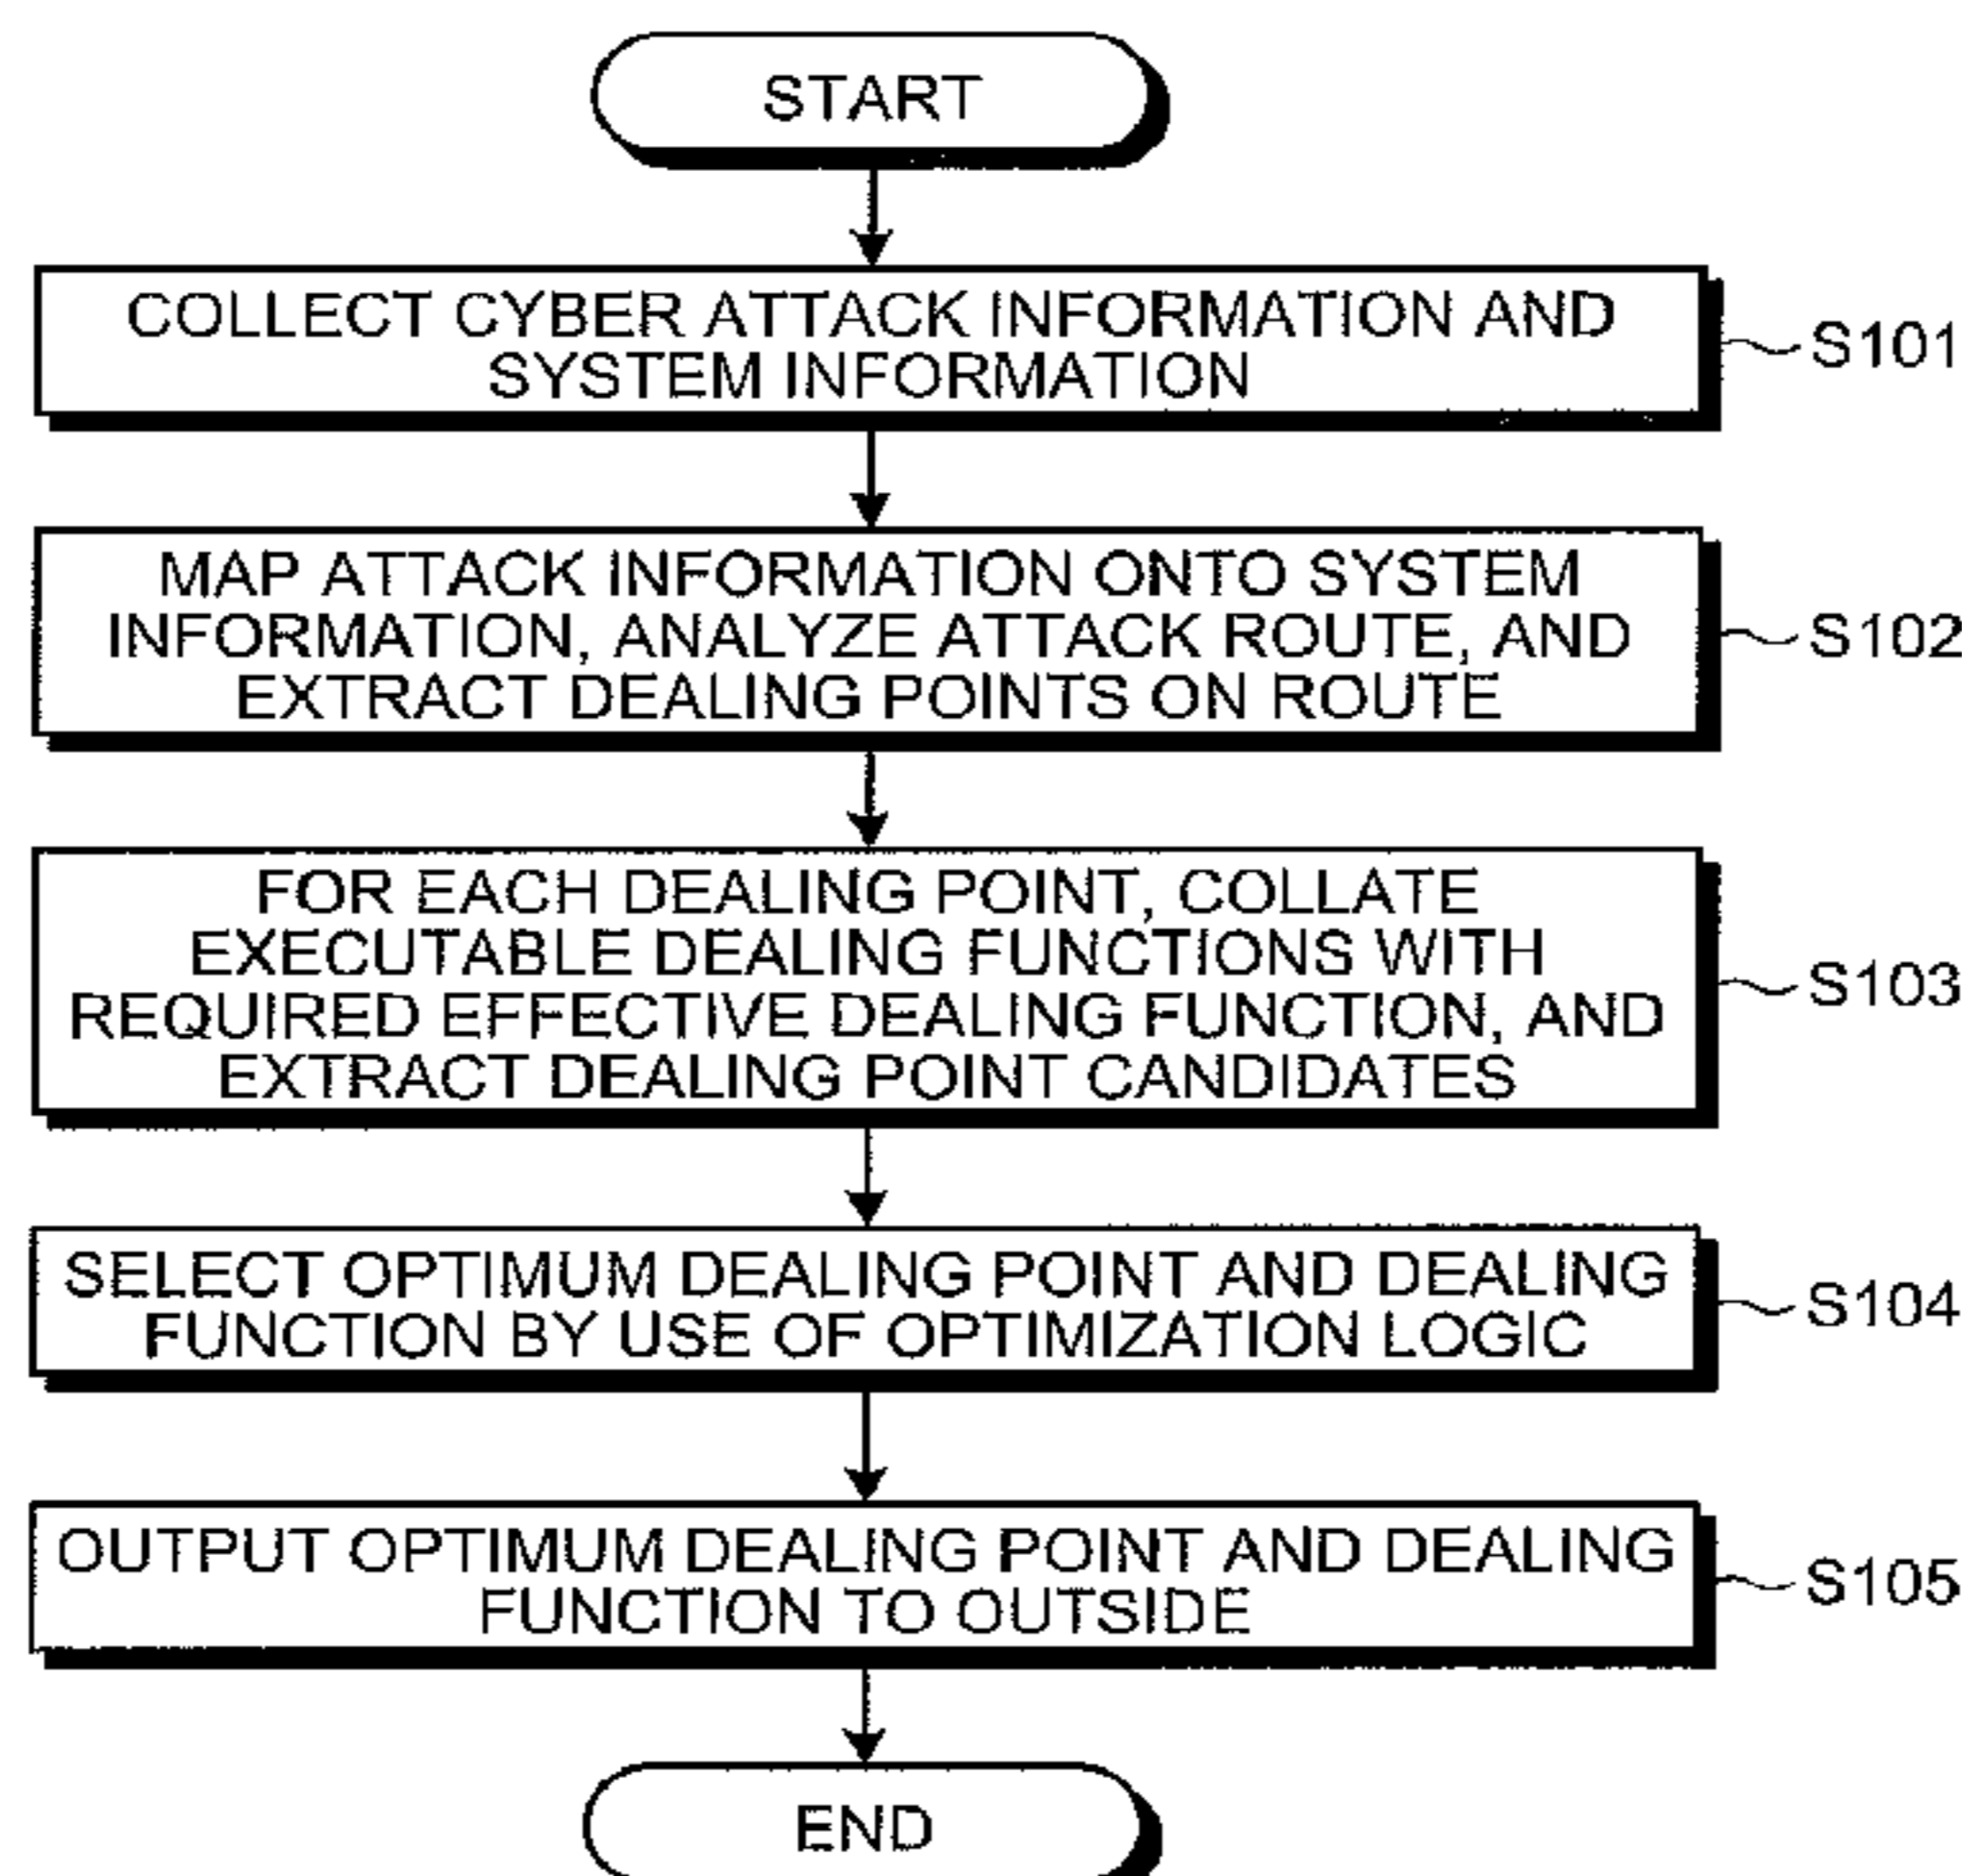 START
COLLECT CYBER ATTACK INFORMATION AND
SYSTEM INFORMATION
S101
MAP ATTACK INFORMATION ONTO SYSTEM
INFORMATION, ANALYZE ATTACK ROUTE, AND
EXTRACT DEALING POINTS ON ROUTE
S102
FOR EACH DEALING POINT, COLLATE
EXECUTABLE DEALING FUNCTIONS WITH
REQUIRED EFFECTIVE DEALING FUNCTION, AND
EXTRACT DEALING POINT CANDIDATES
S103
SELECT OPTIMUM DEALING POINT AND DEALING
FUNCTION BY USE OF OPTIMIZATION LOGIC
S104
OUTPUT OPTIMUM DEALING POINT AND DEALING
FUNCTION TO OUTSIDE
S105
END